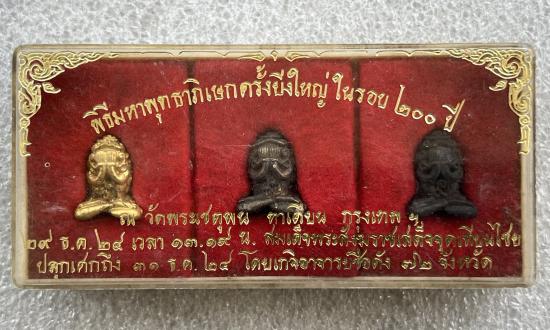 พิธีมหาพุทธาภิเษกครั้งยิ่งใหญ่ ในรอบ ๒๐๐ ปี
ณ วัดพระเชตุพน ท่าเตียน กรุงเทพ ฯ
๒๙ ธ.ค. ๒๔ เวลา ๑๓.๑๙ น. สมเด็จพระสังฆราชเสด็จจุดเทียนไชย
ปลุกเศกถึง ๓๑ ธ.ค. ๒๔ โดยเกจิอาจารย์ชื่อดัง ๗๒ จังหวัด